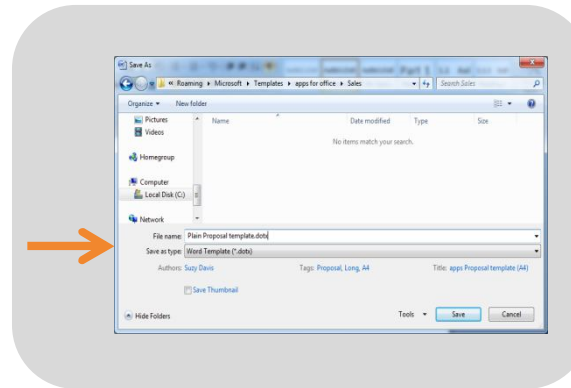 Save As
« Roaming ▸ Microsoft ▸ Templates ▸ apps for office ▸ Sales
Search Sales
Organize
New folder
Name
Date modified
Type
Size
No items match your search.
Pictures
Videos
Homegroup
Computer
Local Disk (C:)
Network
File name: Plain Proposal template.dotx
Save as type: Word Template (*.dotx)
Authors: Suzy Davis
Tags: Proposal, Long, A4
Title: apps Proposal template (A4)
Save Thumbnail
Hide Folders
Tools
Save
Cancel